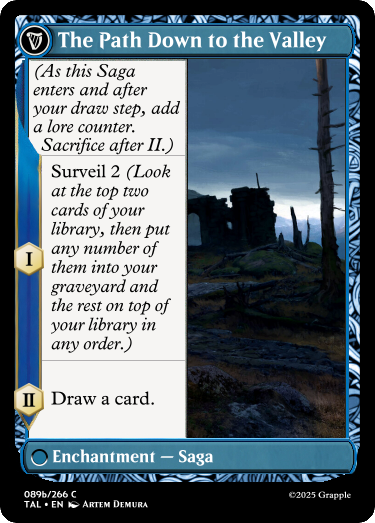 The Path Down to the Valley
(As this Saga
enters and after
your draw step, add
a lore counter.
Sacrifice after II.)
I
Surveil 2 (Look
at the top two
cards of your
library, then put
any number of
them into your
graveyard and
the rest on top of
your library in
any order.)
II
Draw a card.
Enchantment — Saga
089b/266 C
TAL • EN Artem Demura
©2025 Grapple